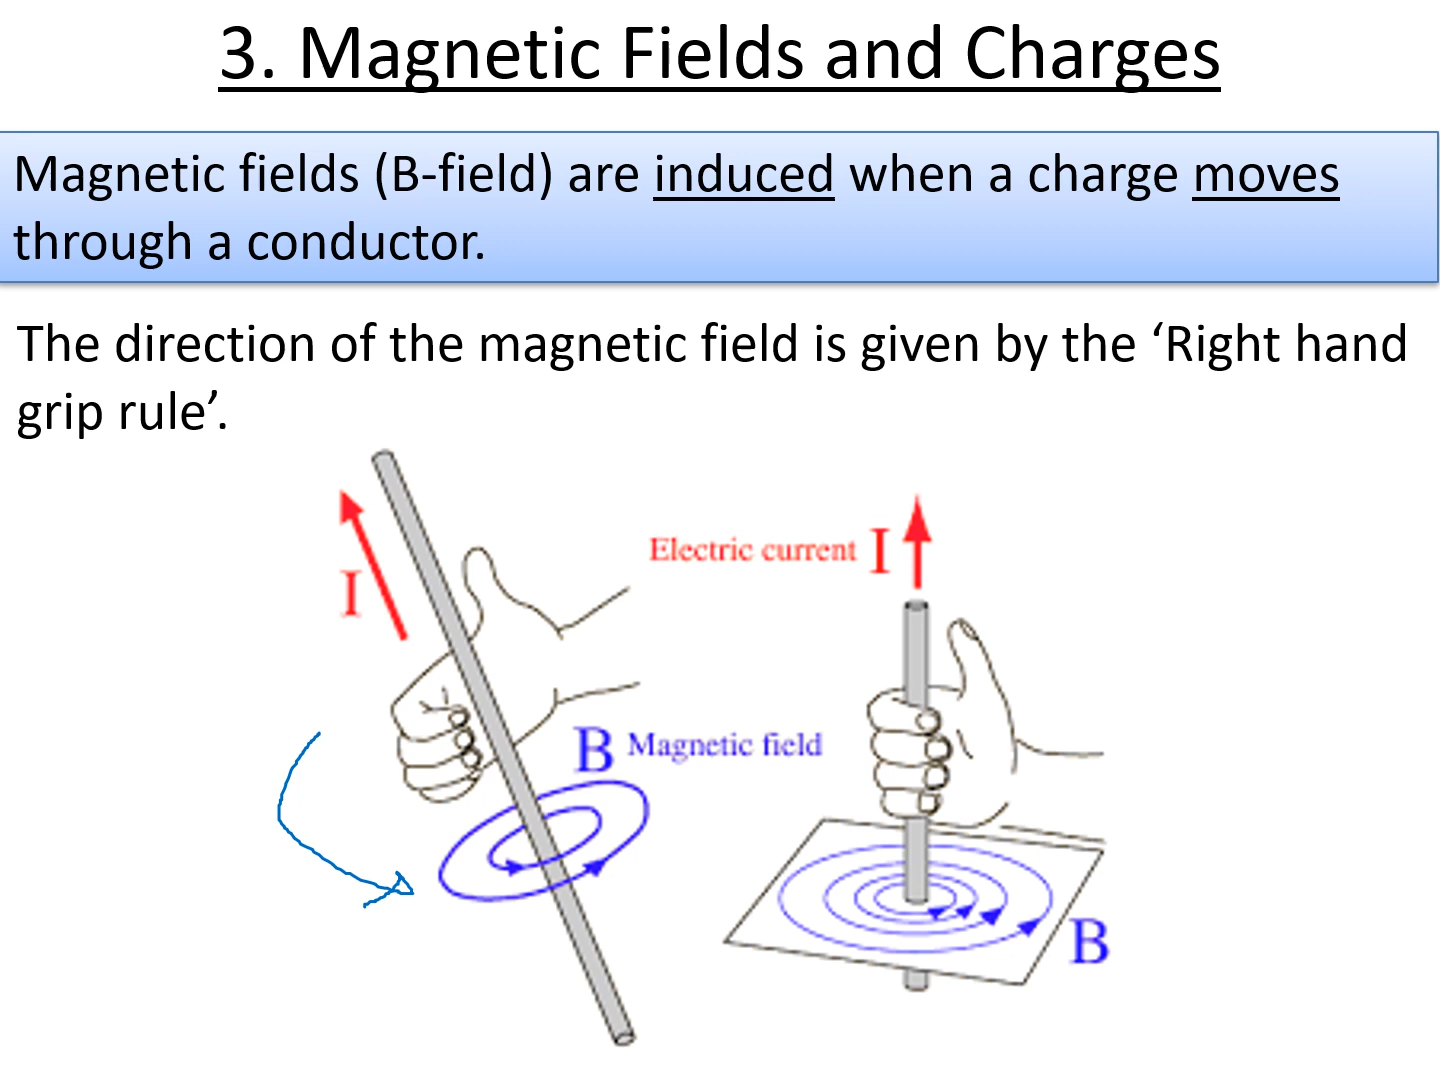 3. Magnetic Fields and Charges
Magnetic fields (B-field) are induced when a charge moves
through a conductor.
The direction of the magnetic field is given by the ‘Right hand
grip rule’.
I
Electric current I
B Magnetic field
B